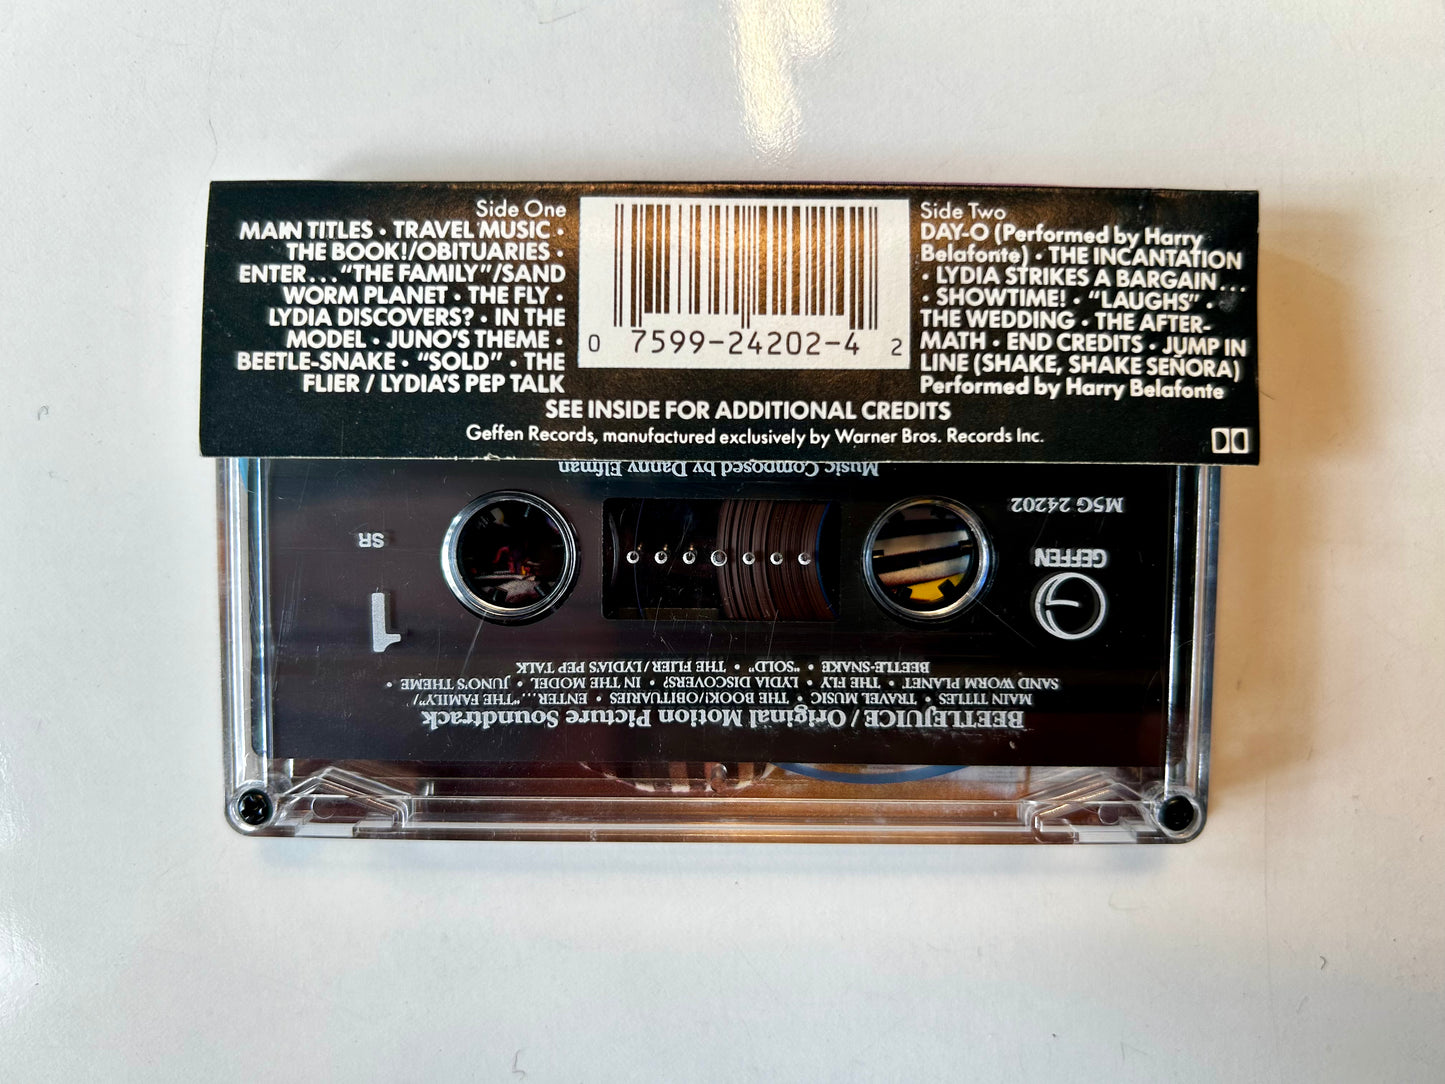 Side One
MAIN TITLES • TRAVEL MUSIC •
THE BOOK!/OBITUARIES •
ENTER... “THE FAMILY”/SAND
WORM PLANET • THE FLY •
LYDIA DISCOVERS? • IN THE
MODEL • JUNO'S THEME •
BEETLE-SNAKE • “SOLD” • THE
FLIER / LYDIA'S PEP TALK
0 7599-24202-4 2
Side Two
DAY-O (Performed by Harry
Belafonte) • THE INCANTATION
• LYDIA STRIKES A BARGAIN...
• SHOWTIME! • “LAUGHS” •
THE WEDDING • THE AFTER-
MATH • END CREDITS • JUMP IN
LINE (SHAKE, SHAKE SEÑORA)
Performed by Harry Belafonte
SEE INSIDE FOR ADDITIONAL CREDITS
Geffen Records, manufactured exclusively by Warner Bros. Records Inc.
BEETLEJUICE / Original Motion Picture Soundtrack
MAIN TITLES • TRAVEL MUSIC • THE BOOK!/OBITUARIES • ENTER... “THE FAMILY”/
SAND WORM PLANET • THE FLY • LYDIA DISCOVERS? • IN THE MODEL • JUNO'S THEME •
BEETLE-SNAKE • “SOLD” • THE FLIER / LYDIA'S PEP TALK
GEFFEN
1
SR
M5G 24202
Music Composed by Danny Elfman